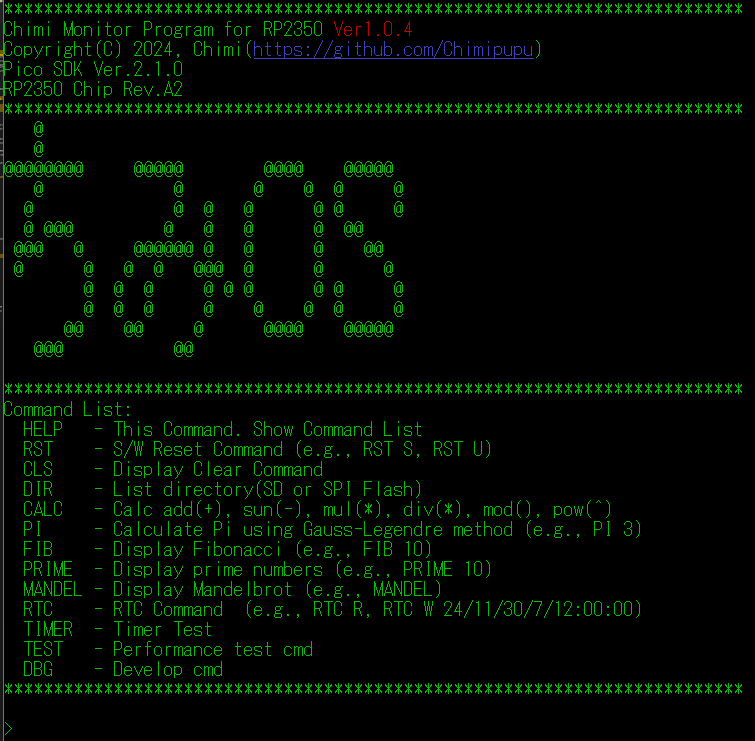 **************************************************************************
Chimi Monitor Program for RP2350 Ver1.0.4
Copyright(C) 2024, Chimi(https://github.com/Chimipupu)
Pico SDK Ver.2.1.0
RP2350 Chip Rev.A2
**************************************************************************
   @
   @
@@@@@@@@     @@@@@        @@@@    @@@@@
   @             @       @    @  @     @
  @              @  @   @      @ @     @
  @ @@@         @   @   @      @  @@
 @@@   @     @@@@@@ @   @      @    @@
 @      @   @  @   @@@  @      @      @
        @  @  @     @ @ @      @ @     @
        @  @  @     @    @    @  @     @
      @@    @@     @      @@@@    @@@@@
   @@@           @@
**************************************************************************
Command List:
  HELP   - This Command. Show Command List
  RST    - S/W Reset Command (e.g., RST S, RST U)
  CLS    - Display Clear Command
  DIR    - List directory(SD or SPI Flash)
  CALC   - Calc add(+), sun(-), mul(*), div(*), mod(), pow(^)
  PI     - Calculate Pi using Gauss-Legendre method (e.g., PI 3)
  FIB    - Display Fibonacci (e.g., FIB 10)
  PRIME  - Display prime numbers (e.g., PRIME 10)
  MANDEL - Display Mandelbrot (e.g., MANDEL)
  RTC    - RTC Command  (e.g., RTC R, RTC W 24/11/30/7/12:00:00)
  TIMER  - Timer Test
  TEST   - Performance test cmd
  DBG    - Develop cmd
**************************************************************************
>